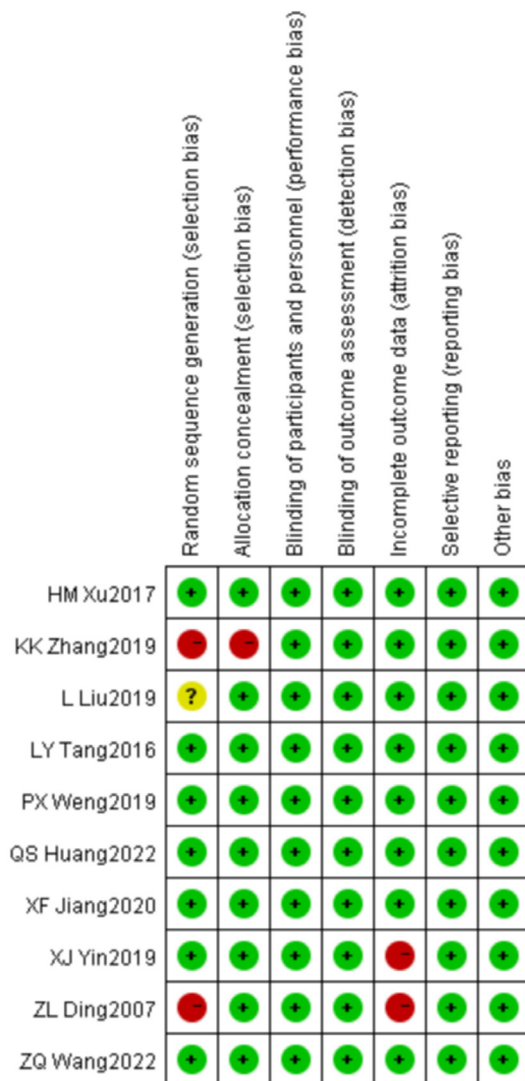 Random sequence generation (selection bias)
Allocation concealment (selection bias)
Blinding of participants and personnel (performance bias)
Blinding of outcome assessment (detection bias)
Incomplete outcome data (attrition bias)
Selective reporting (reporting bias)
Other bias
HM Xu2017 + + + + + + +
KK Zhang2019 - - + + + + +
L Liu2019 ? + + + + + +
LY Tang2016 + + + + + + +
PX Weng2019 + + + + + + +
QS Huang2022 + + + + + + +
XF Jiang2020 + + + + + + +
XJ Yin2019 + + + + - + +
ZL Ding2007 - + + + - + +
ZQ Wang2022 + + + + + + +